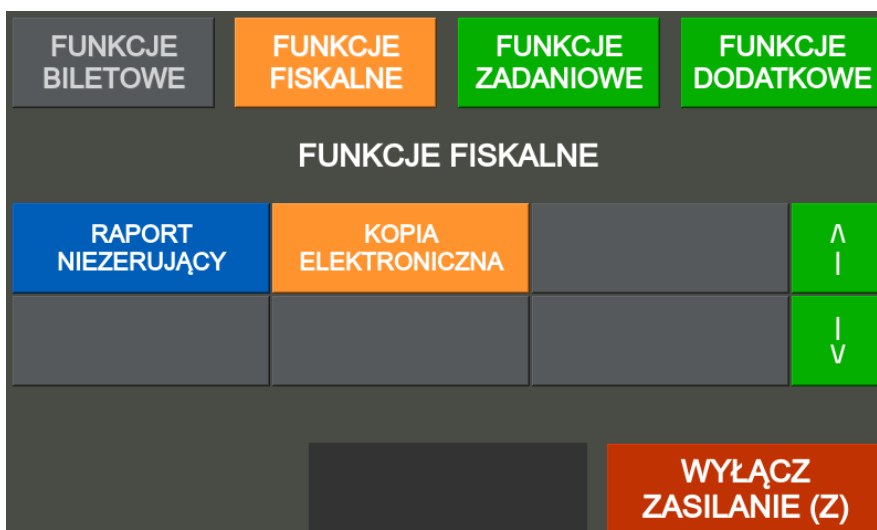 FUNKCJE
BILETOWE
FUNKCJE
FISKALNE
FUNKCJE
ZADANIOWE
FUNKCJE
DODATKOWE
FUNKCJE FISKALNE
RAPORT
NIEZERUJĄCY
KOPIA
ELEKTRONICZNA
WYŁĄCZ
ZASILANIE (Z)